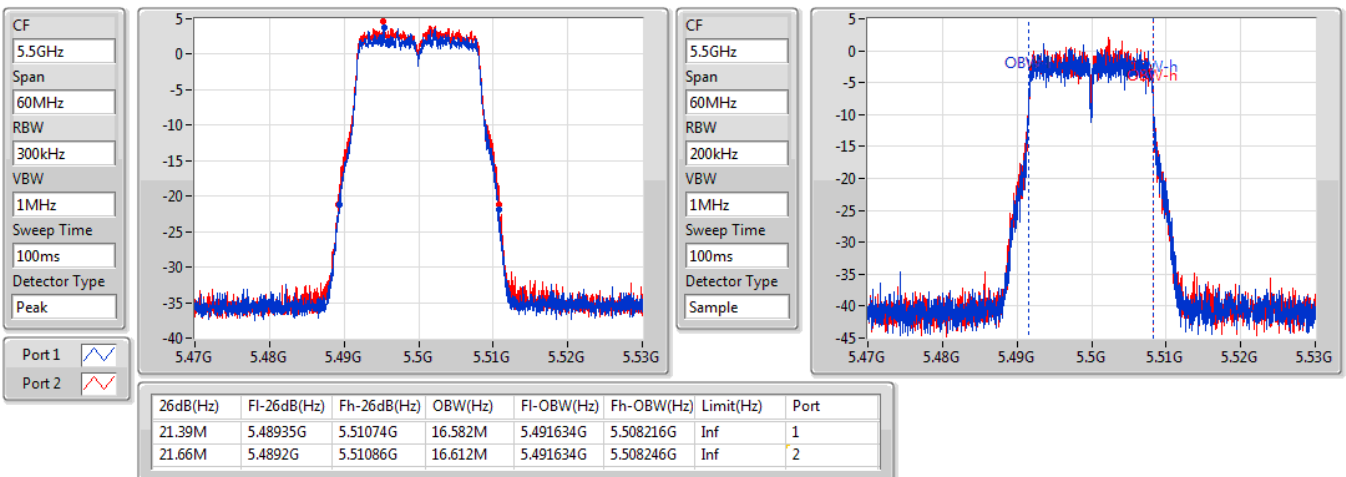 CF
5.5GHz
Span
60MHz
RBW
300kHz
VBW
1MHz
Sweep Time
100ms
Detector Type
Peak
Port 1
Port 2
5
0
-5
-10
-15
-20
-25
-30
-35
-40
5.47G 5.48G 5.49G 5.5G 5.51G 5.52G 5.53G
CF
5.5GHz
Span
60MHz
RBW
200kHz
VBW
1MHz
Sweep Time
100ms
Detector Type
Sample
5
0
-5
-10
-15
-20
-25
-30
-35
-40
-45
OBW-h
5.47G 5.48G 5.49G 5.5G 5.51G 5.52G 5.53G
26dB(Hz) Fl-26dB(Hz) Fh-26dB(Hz) OBW(Hz) Fl-OBW(Hz) Fh-OBW(Hz) Limit(Hz) Port
21.39M 5.48935G 5.51074G 16.582M 5.491634G 5.508216G Inf 1
21.66M 5.4892G 5.51086G 16.612M 5.491634G 5.508246G Inf 2